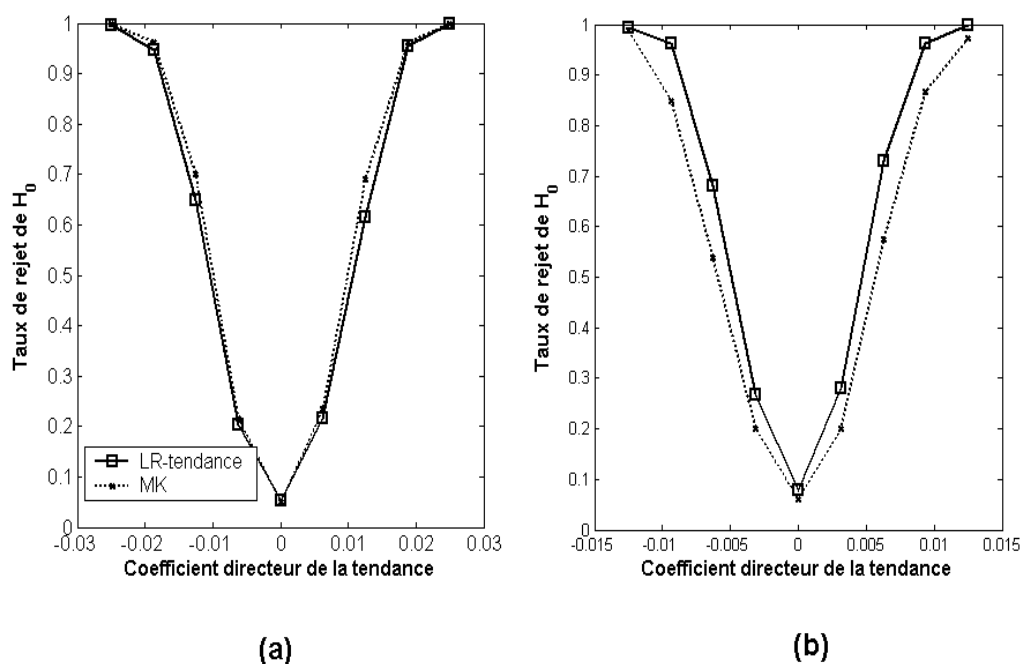 1
0.9
0.8
0.7
0.6
0.5
0.4
0.3
0.2
0.1
0
Taux de rejet de H0
LR-tendance
MK
-0.03 -0.02 -0.01 0 0.01 0.02 0.03
Coefficient directeur de la tendance
(a)
1
0.9
0.8
0.7
0.6
0.5
0.4
0.3
0.2
0.1
0
Taux de rejet de H0
-0.015 -0.01 -0.005 0 0.005 0.01 0.015
Coefficient directeur de la tendance
(b)